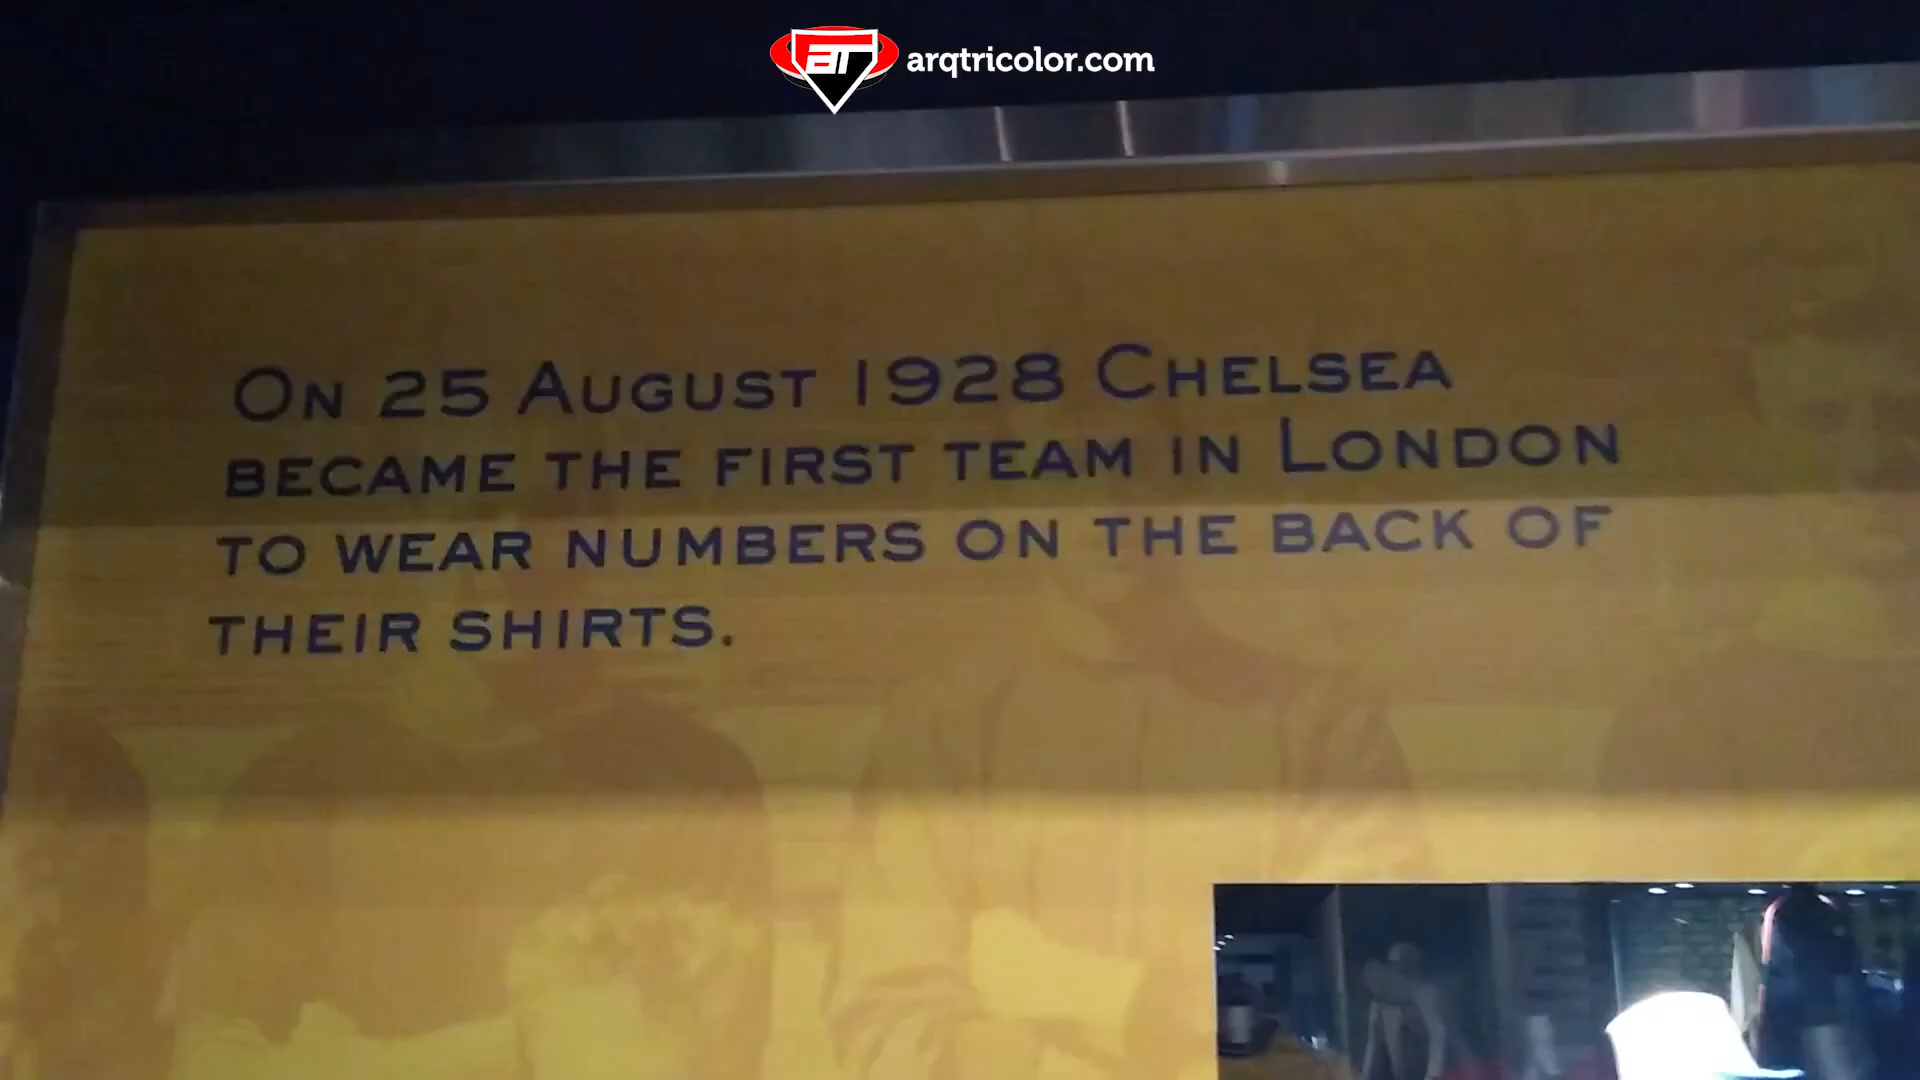 ar arqtricolor.com
On 25 August 1928 Chelsea
became the first team in London
to wear numbers on the back of
their shirts.